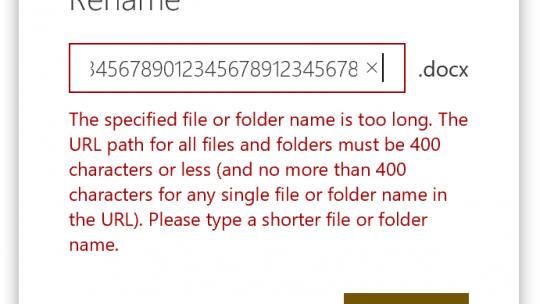 Rename
3456789012345678912345678 ×
.docx
The specified file or folder name is too long. The
URL path for all files and folders must be 400
characters or less (and no more than 400
characters for any single file or folder name in
the URL). Please type a shorter file or folder
name.